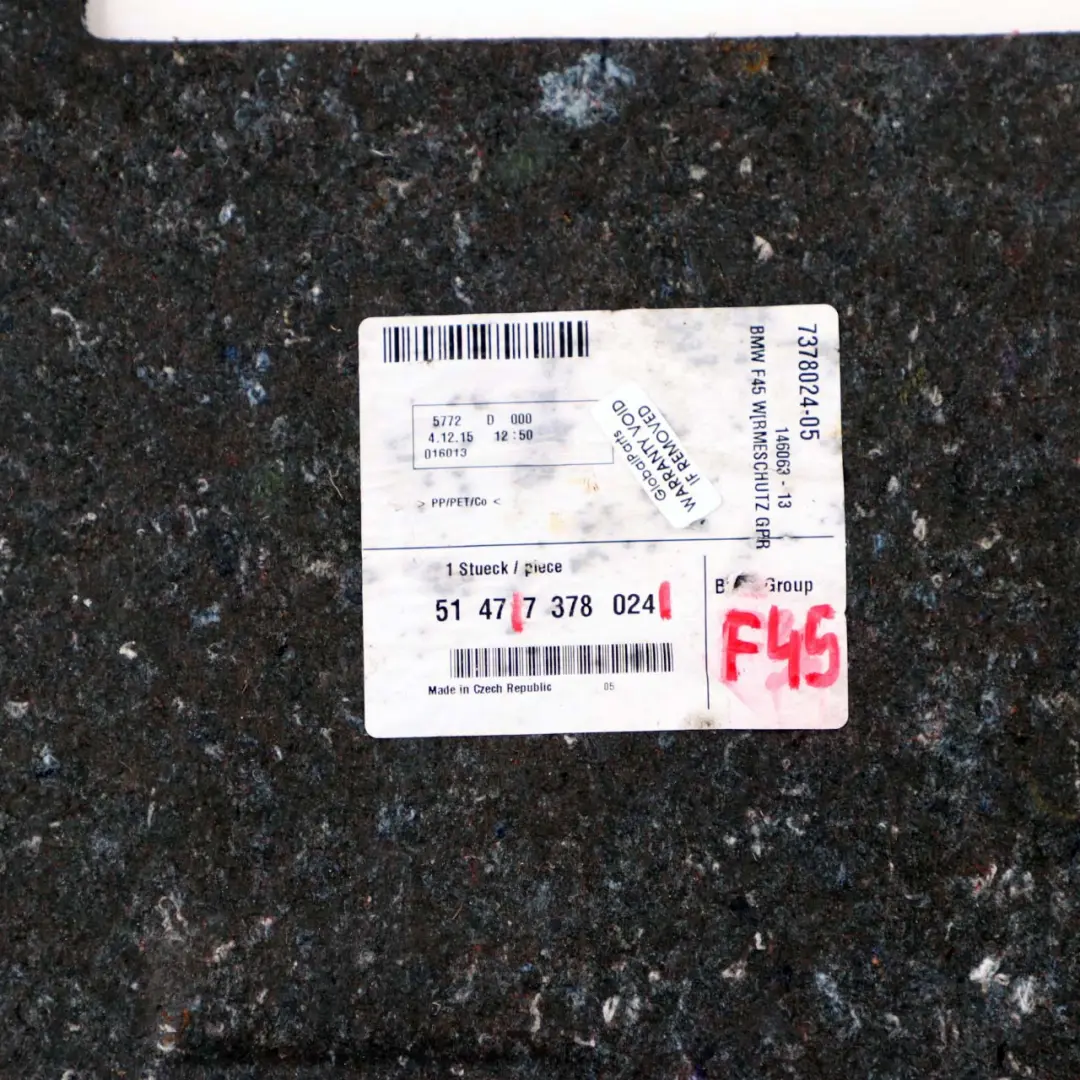 5772 D 000
4.12.15 12:50
016013
> PP/PET/Co <
GlobalParts
WARRANTY VOID
IF REMOVED
7378024-05
146063 - 13
BMW F45 W[RMESCHUTZ GPR
1 Stueck / piece
51 47 7 378 024
Made in Czech Republic 05
Group
F45